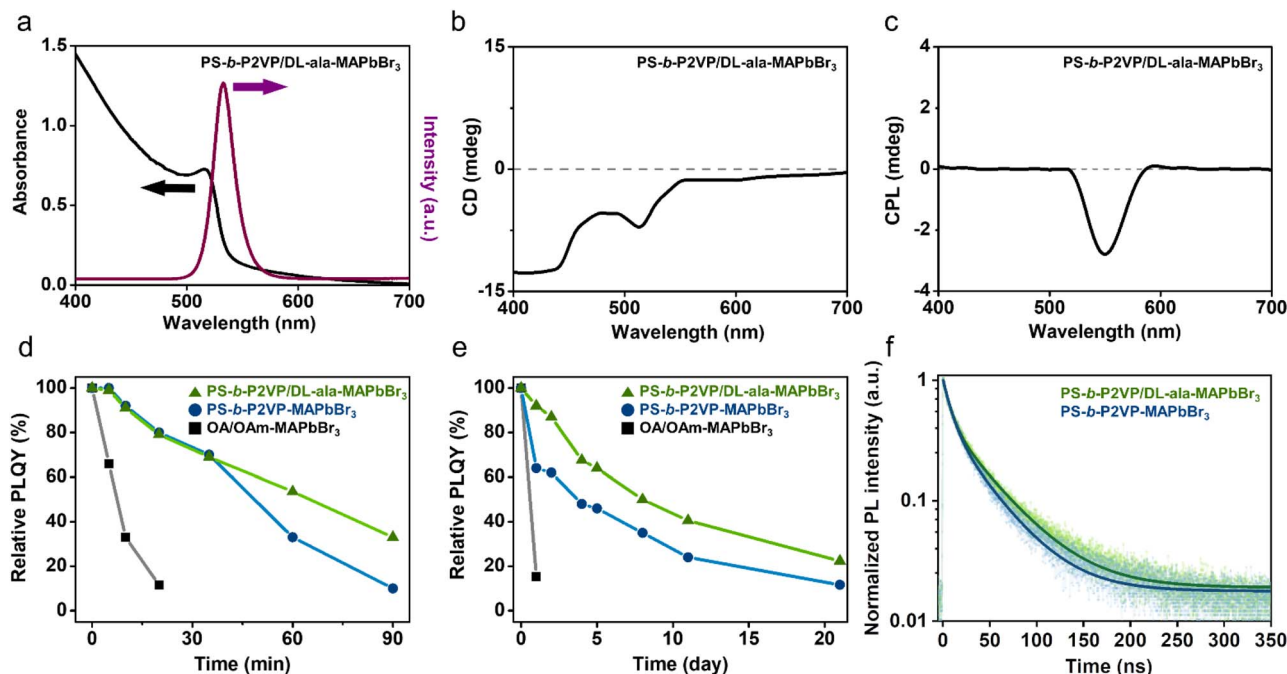 a
1.5
1.0
0.5
0.0
Absorbance
PS-b-P2VP/DL-ala-MAPbBr₃
Intensity (a.u.)
400 500 600 700
Wavelength (nm)
b
15
0
-15
CD (mdeg)
PS-b-P2VP/DL-ala-MAPbBr₃
400 500 600 700
Wavelength (nm)
c
4
2
0
-2
-4
CPL (mdeg)
PS-b-P2VP/DL-ala-MAPbBr₃
400 500 600 700
Wavelength (nm)
d
100
80
60
40
20
0
Relative PLQY (%)
PS-b-P2VP/DL-ala-MAPbBr₃
PS-b-P2VP-MAPbBr₃
OA/OAm-MAPbBr₃
0 30 60 90
Time (min)
e
100
80
60
40
20
0
Relative PLQY (%)
PS-b-P2VP/DL-ala-MAPbBr₃
PS-b-P2VP-MAPbBr₃
OA/OAm-MAPbBr₃
0 5 10 15 20
Time (day)
f
1
0.1
0.01
Normalized PL intensity (a.u.)
PS-b-P2VP/DL-ala-MAPbBr₃
PS-b-P2VP-MAPbBr₃
0 50 100 150 200 250 300 350
Time (ns)